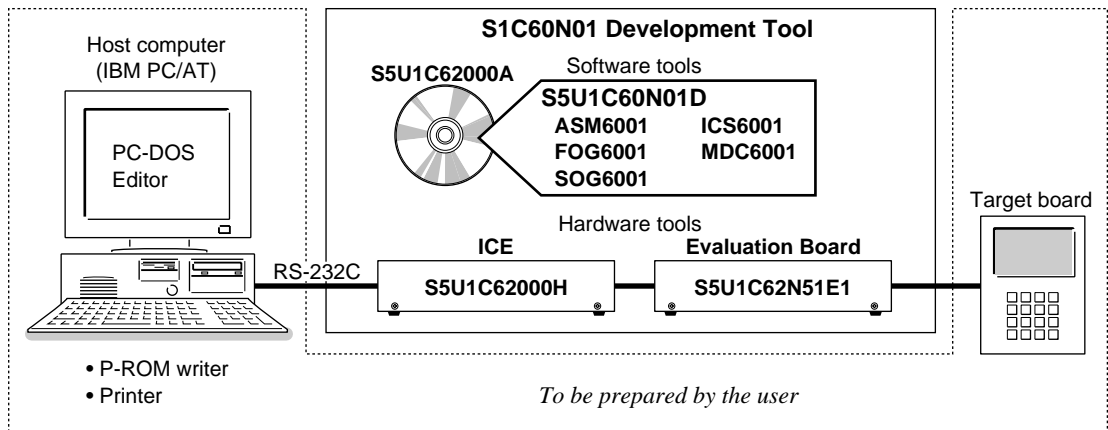 S1C60N01 Development Tool
Host computer
(IBM PC/AT)
PC-DOS
Editor
S5U1C62000A
Software tools
S5U1C60N01D
ASM6001 ICS6001
FOG6001 MDC6001
SOG6001
Target board
Hardware tools
ICE
Evaluation Board
RS-232C
S5U1C62000H
S5U1C62N51E1
• P-ROM writer
• Printer
To be prepared by the user